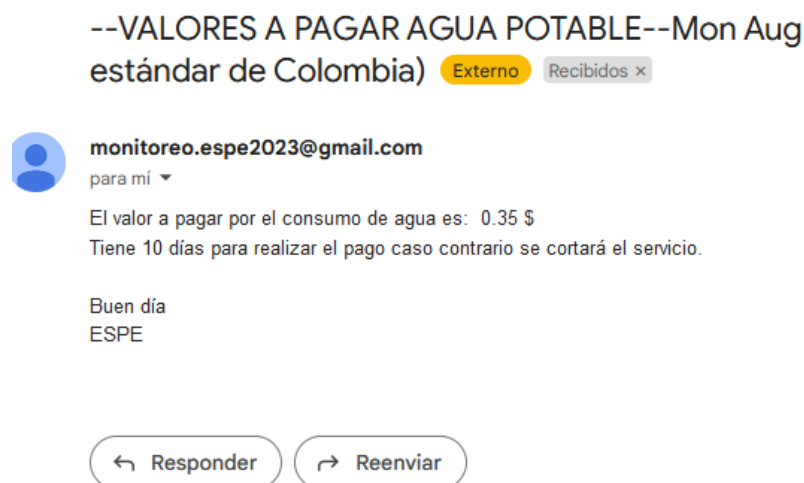 --VALORES A PAGAR AGUA POTABLE--Mon Aug
estándar de Colombia) Externo Recibidos ×
monitoreo.espe2023@gmail.com
para mí
El valor a pagar por el consumo de agua es:  0.35 $
Tiene 10 días para realizar el pago caso contrario se cortará el servicio.
Buen día
ESPE
Responder Reenviar